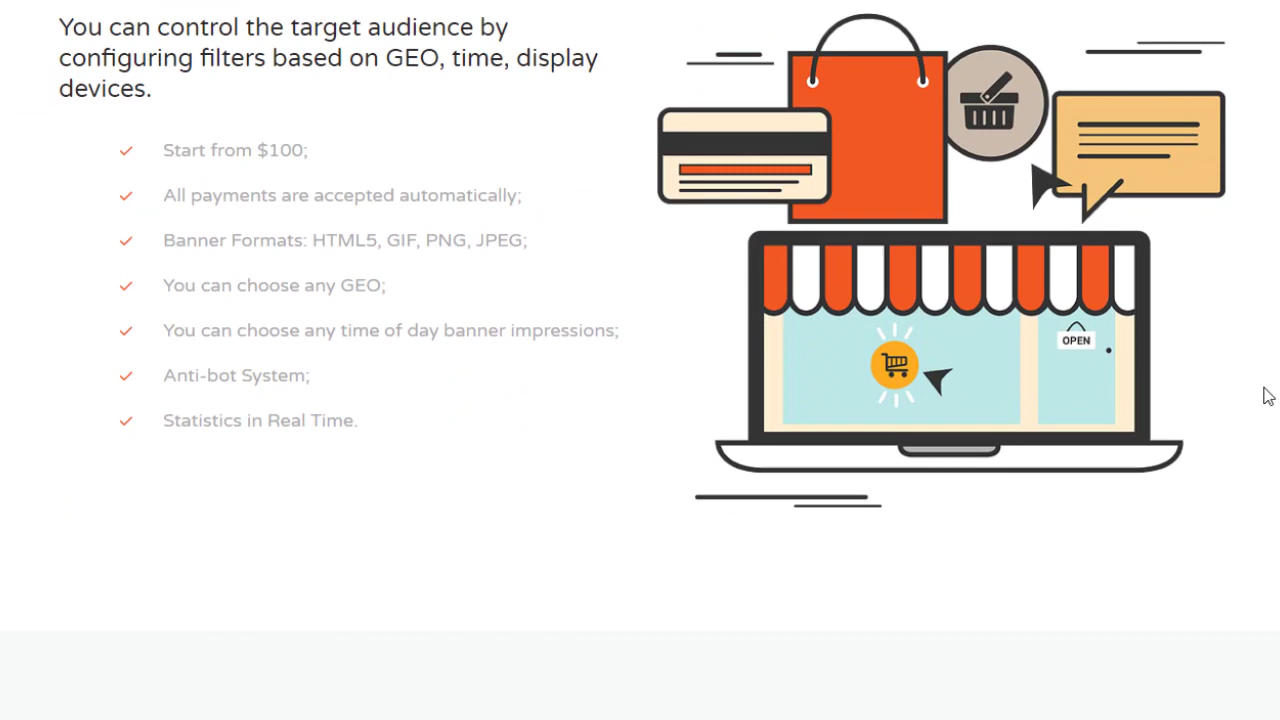 You can control the target audience by
configuring filters based on GEO, time, display
devices.
Start from $100;
All payments are accepted automatically;
Banner Formats: HTML5, GIF, PNG, JPEG;
You can choose any GEO;
You can choose any time of day banner impressions;
Anti-bot System;
Statistics in Real Time.
OPEN